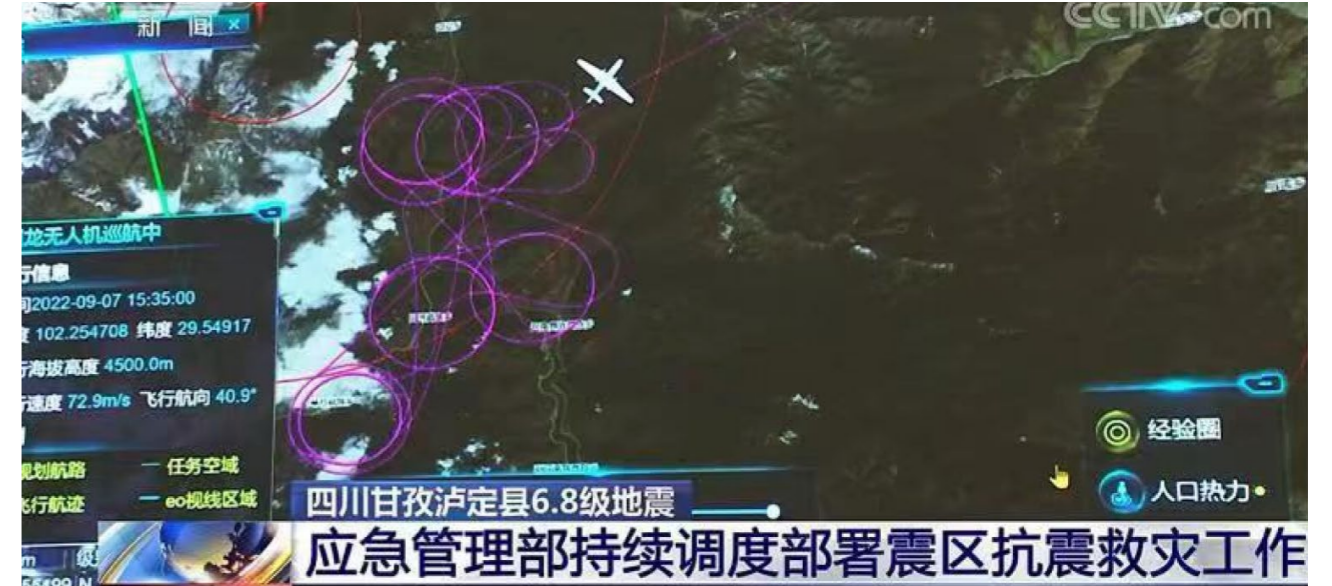 新 闻
CCTV.com
龙无人机巡航中
行信息
间2022-09-07 15:35:00
度 102.254708 纬度 29.54917
行海拔高度 4500.0m
行速度 72.9m/s 飞行航向 40.9°
规划航路 任务空域
飞行航迹 eo视线区域
经验圈
人口热力
四川甘孜泸定县6.8级地震
应急管理部持续调度部署震区抗震救灾工作